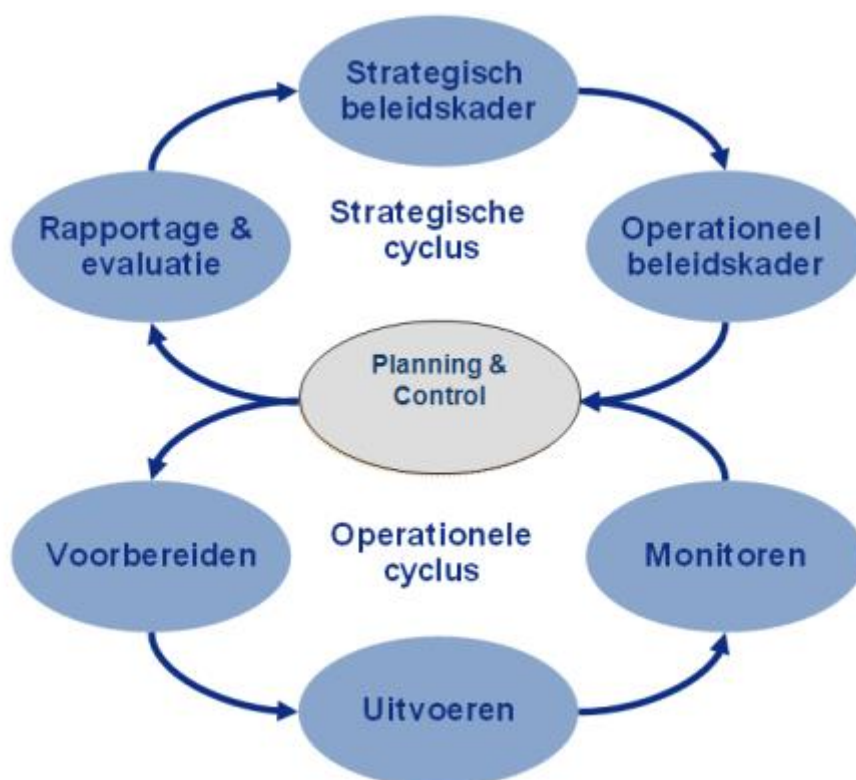 Strategisch
beleidskader
Rapportage &
evaluatie
Strategische
cyclus
Operationeel
beleidskader
Planning &
Control
Voorbereiden
Operationele
cyclus
Monitoren
Uitvoeren